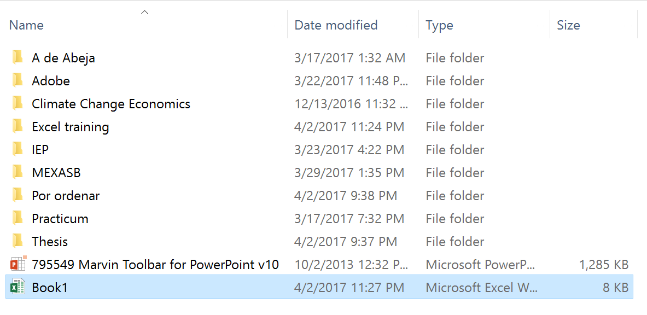 Name Date modified Type Size
A de Abeja 3/17/2017 1:32 AM File folder
Adobe 3/22/2017 11:48 P... File folder
Climate Change Economics 12/13/2016 11:32 ... File folder
Excel training 4/2/2017 11:24 PM File folder
IEP 3/23/2017 4:22 PM File folder
MEXASB 3/29/2017 1:35 PM File folder
Por ordenar 4/2/2017 9:38 PM File folder
Practicum 3/17/2017 7:32 PM File folder
Thesis 4/2/2017 9:37 PM File folder
795549 Marvin Toolbar for PowerPoint v10 10/2/2013 12:32 P... Microsoft PowerP... 1,285 KB
Book1 4/2/2017 11:27 PM Microsoft Excel W... 8 KB